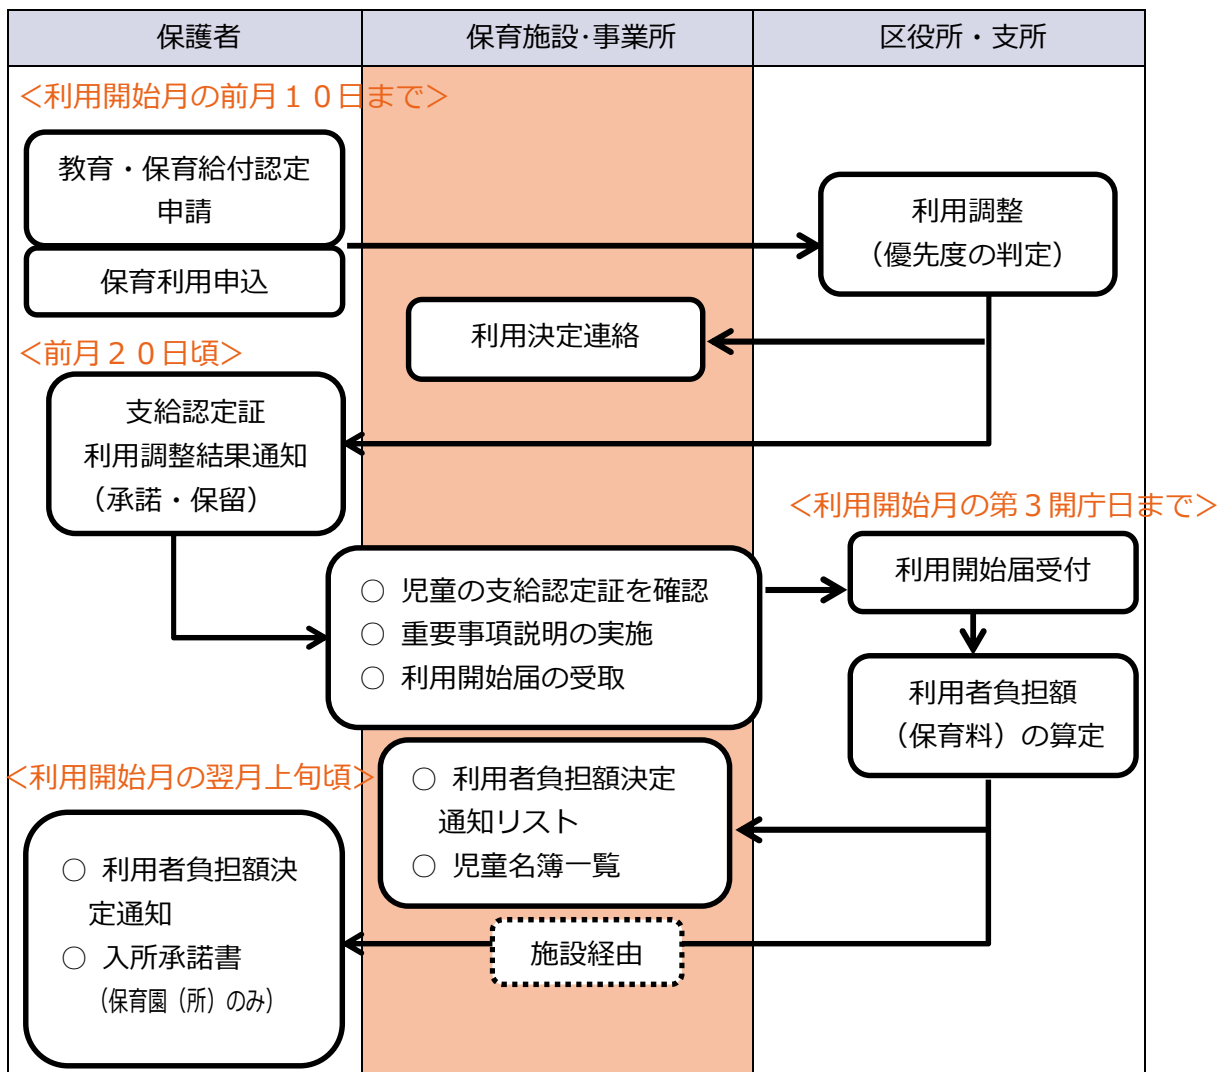 保護者
保育施設･事業所
区役所・支所
＜利用開始月の前月１０日まで＞
教育・保育給付認定
申請
保育利用申込
利用調整
（優先度の判定）
利用決定連絡
＜前月２０日頃＞
支給認定証
利用調整結果通知
（承諾・保留）
＜利用開始月の第３開庁日まで＞
○ 児童の支給認定証を確認
○ 重要事項説明の実施
○ 利用開始届の受取
利用開始届受付
利用者負担額
（保育料）の算定
＜利用開始月の翌月上旬頃＞
○ 利用者負担額決定
通知リスト
○ 児童名簿一覧
○ 利用者負担額決
定通知
○ 入所承諾書
（保育園（所）のみ）
施設経由